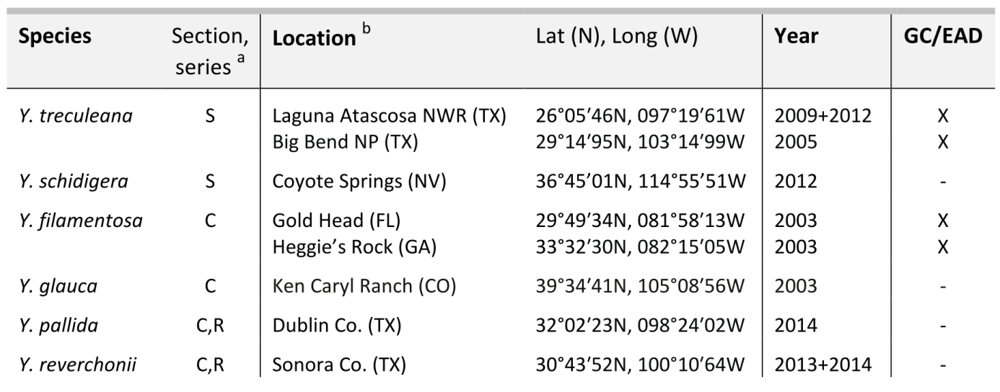 Species Section, series a Location b Lat (N), Long (W) Year GC/EAD
Y. treculeana S Laguna Atascosa NWR (TX) 26°05′46N, 097°19′61W 2009+2012 X
Big Bend NP (TX) 29°14′95N, 103°14′99W 2005 X
Y. schidigera S Coyote Springs (NV) 36°45′01N, 114°55′51W 2012 -
Y. filamentosa C Gold Head (FL) 29°49′34N, 081°58′13W 2003 X
Heggie’s Rock (GA) 33°32′30N, 082°15′05W 2003 X
Y. glauca C Ken Caryl Ranch (CO) 39°34′41N, 105°08′56W 2003 -
Y. pallida C,R Dublin Co. (TX) 32°02′23N, 098°24′02W 2014 -
Y. reverchonii C,R Sonora Co. (TX) 30°43′52N, 100°10′64W 2013+2014 -